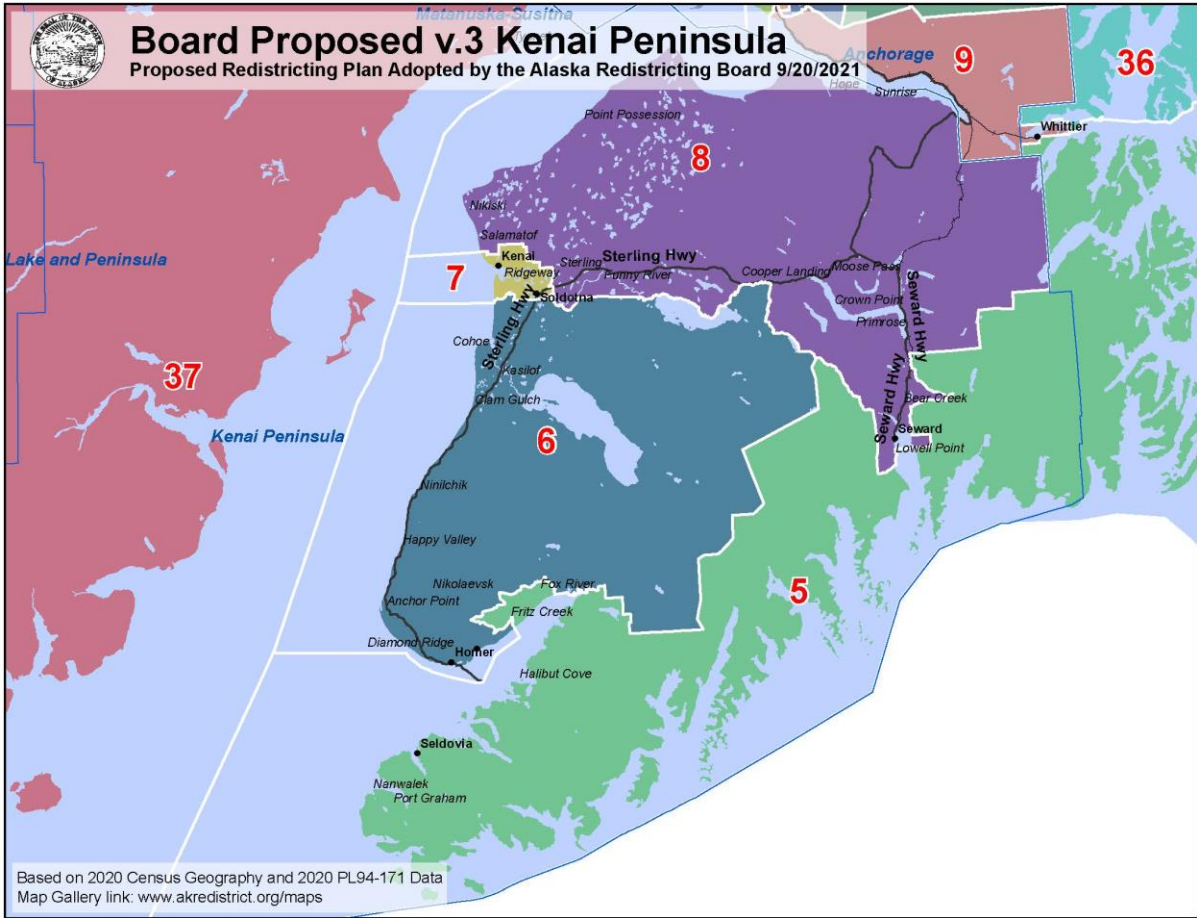 Matanuska-Susitna
Board Proposed v.3 Kenai Peninsula
Proposed Redistricting Plan Adopted by the Alaska Redistricting Board 9/20/2021
Anchorage
9
36
Hope
Sunrise
Whittier
Point Possession
8
Nikiski
Salamatof
Kenai
Ridgeway
Sterling
Sterling Hwy
Funny River
Cooper Landing
Moose Pass
Lake and Peninsula
7
Soldotna
Sterling Hwy
Crown Point
Primrose
Seward Hwy
Cohoe
Kasilof
37
Clam Gulch
Seward Hwy
Bear Creek
Kenai Peninsula
6
Seward
Lowell Point
Ninilchik
Happy Valley
Nikolaevsk
Fox River
5
Anchor Point
Fritz Creek
Diamond Ridge
Homer
Halibut Cove
Seldovia
Nanwalek
Port Graham
Based on 2020 Census Geography and 2020 PL94-171 Data
Map Gallery link: www.akredistrict.org/maps